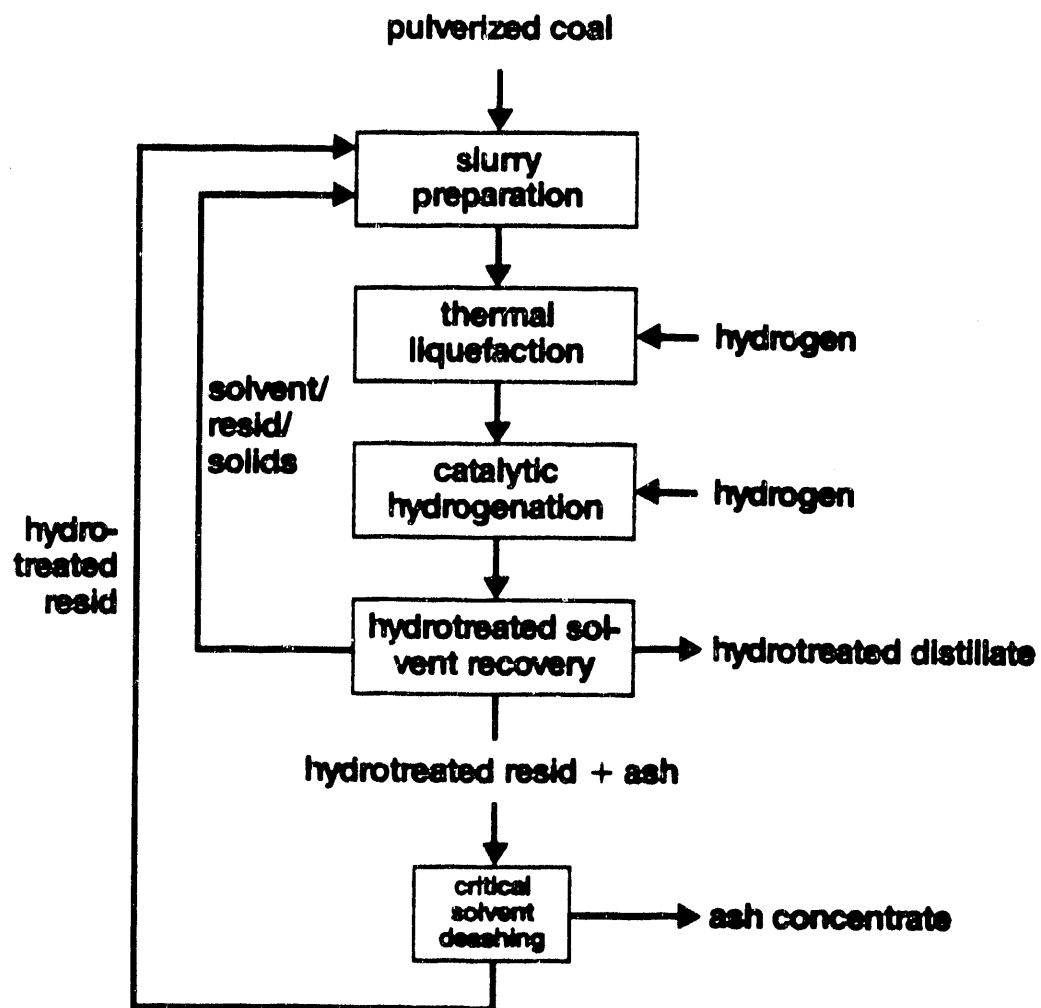 pulverized coal
slurry
preparation
thermal
liquefaction
hydrogen
solvent/
resid/
solids
catalytic
hydrogenation
hydrogen
hydro-
treated
resid
hydrotreated sol-
vent recovery
hydrotreated distillate
hydrotreated resid + ash
critical
solvent
deashing
ash concentrate